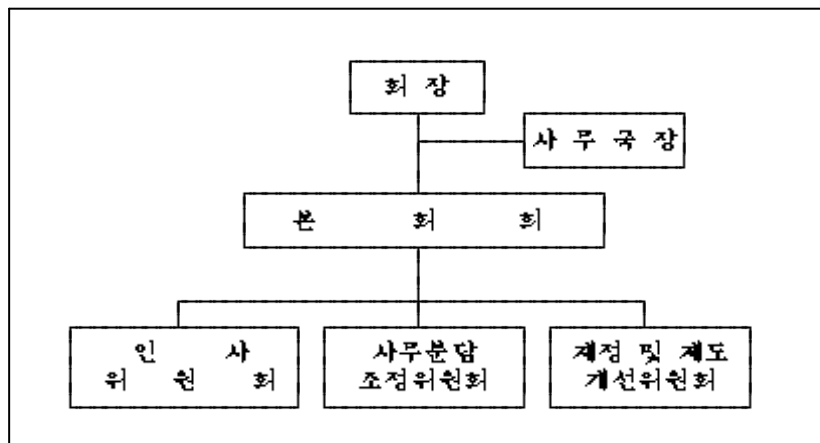 회 장
사 무 국 장
본 회 희
인 사
위 원 회
사무분담
조정위원회
재정 및 제도
개선위원회